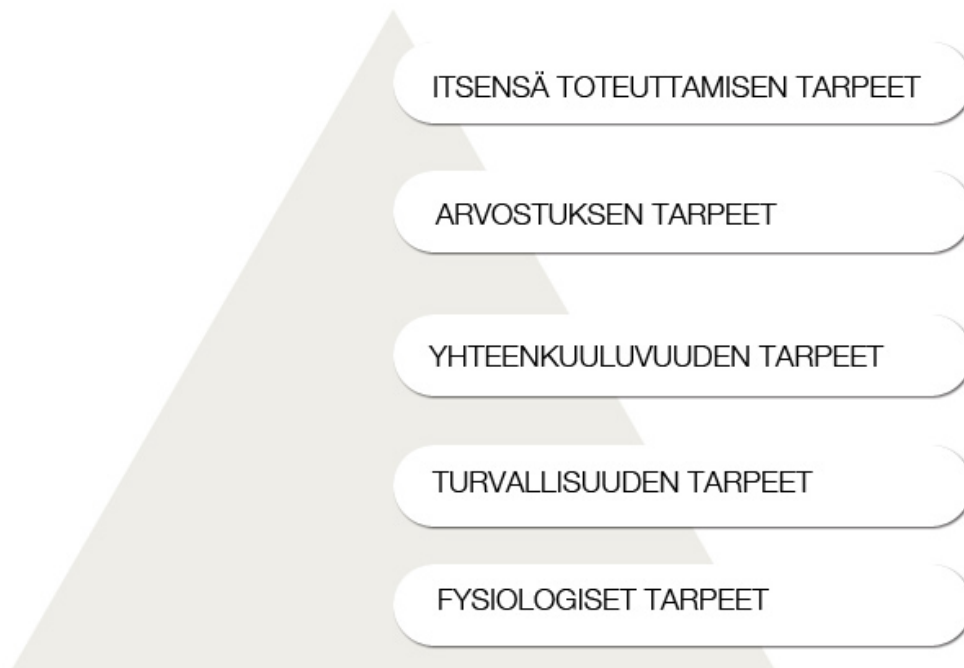 ITSENSÄ TOTEUTTAMISEN TARPEET
ARVOSTUKSEN TARPEET
YHTEENKUULUVUUDEN TARPEET
TURVALLISUUDEN TARPEET
FYSIOLOGISET TARPEET